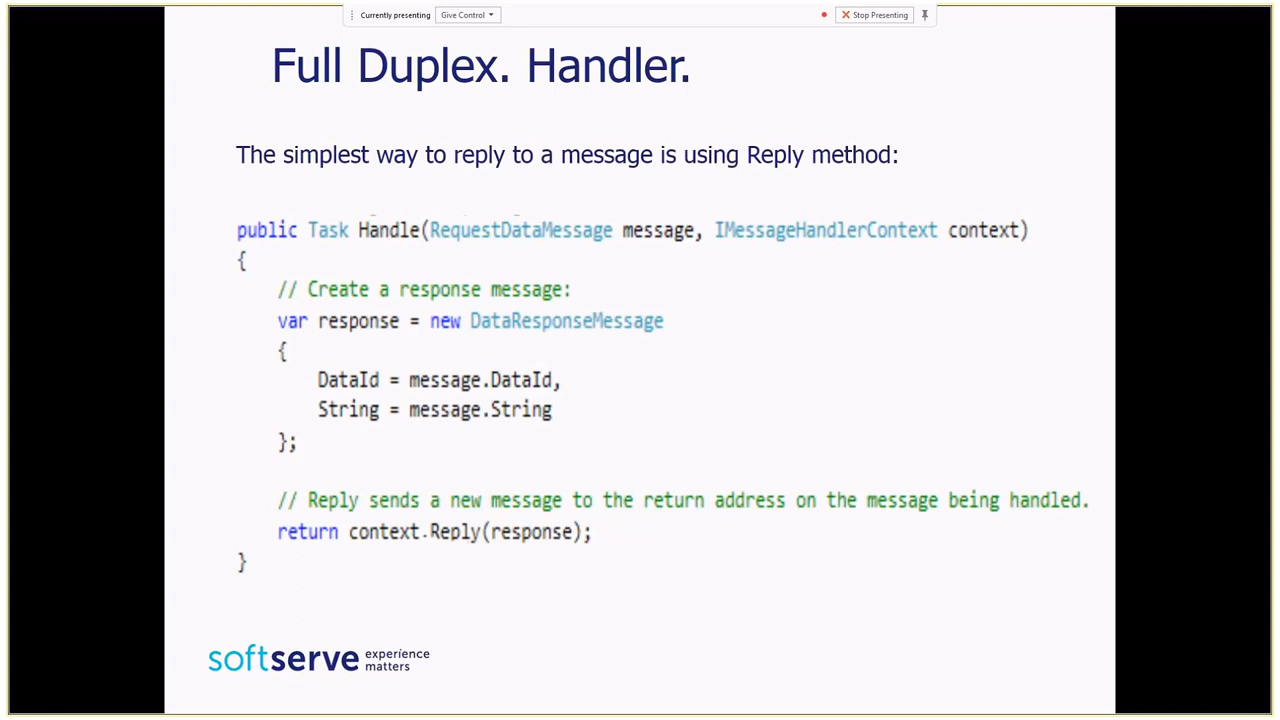 Currently presenting Give Control Stop Presenting
Full Duplex. Handler.
The simplest way to reply to a message is using Reply method:
public Task Handle(RequestDataMessage message, IMessageHandlerContext context)
{
// Create a response message:
var response = new DataResponseMessage
{
DataId = message.DataId,
String = message.String
};
// Reply sends a new message to the return address on the message being handled.
return context.Reply(response);
}
softserve experience
matters